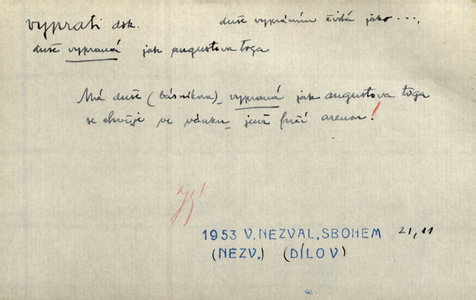 vyprati dok. duše vypráním čistá jako...,
duše vypraná jak augustova toga
Má duše (básníkova) vypraná jak augustova toga
se chvěje ve vánku, jenž fičí arenou!
1953 V. NEZVAL, SBOHEM 21, 11
(NEZV.) (DÍLO V)